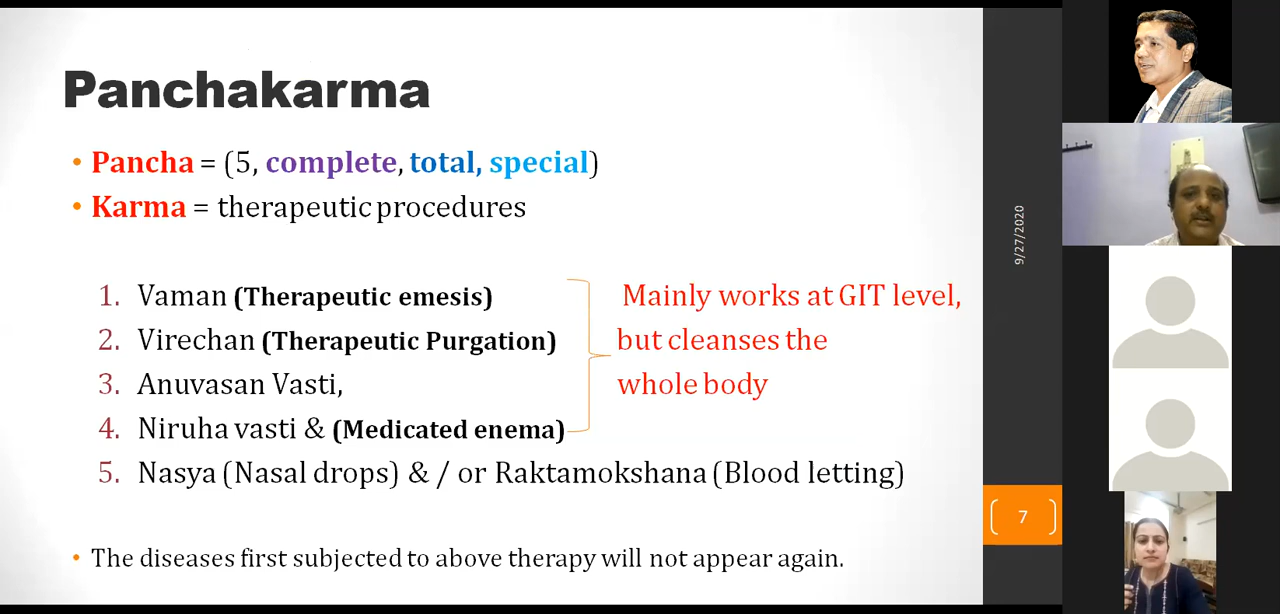 Panchakarma
• Pancha = (5, complete, total, special)
• Karma = therapeutic procedures
1. Vaman (Therapeutic emesis)
2. Virechan (Therapeutic Purgation)
3. Anuvasan Vasti,
4. Niruha vasti & (Medicated enema)
Mainly works at GIT level,
but cleanses the
whole body
5. Nasya (Nasal drops) & / or Raktamokshana (Blood letting)
• The diseases first subjected to above therapy will not appear again.
9/27/2020
7